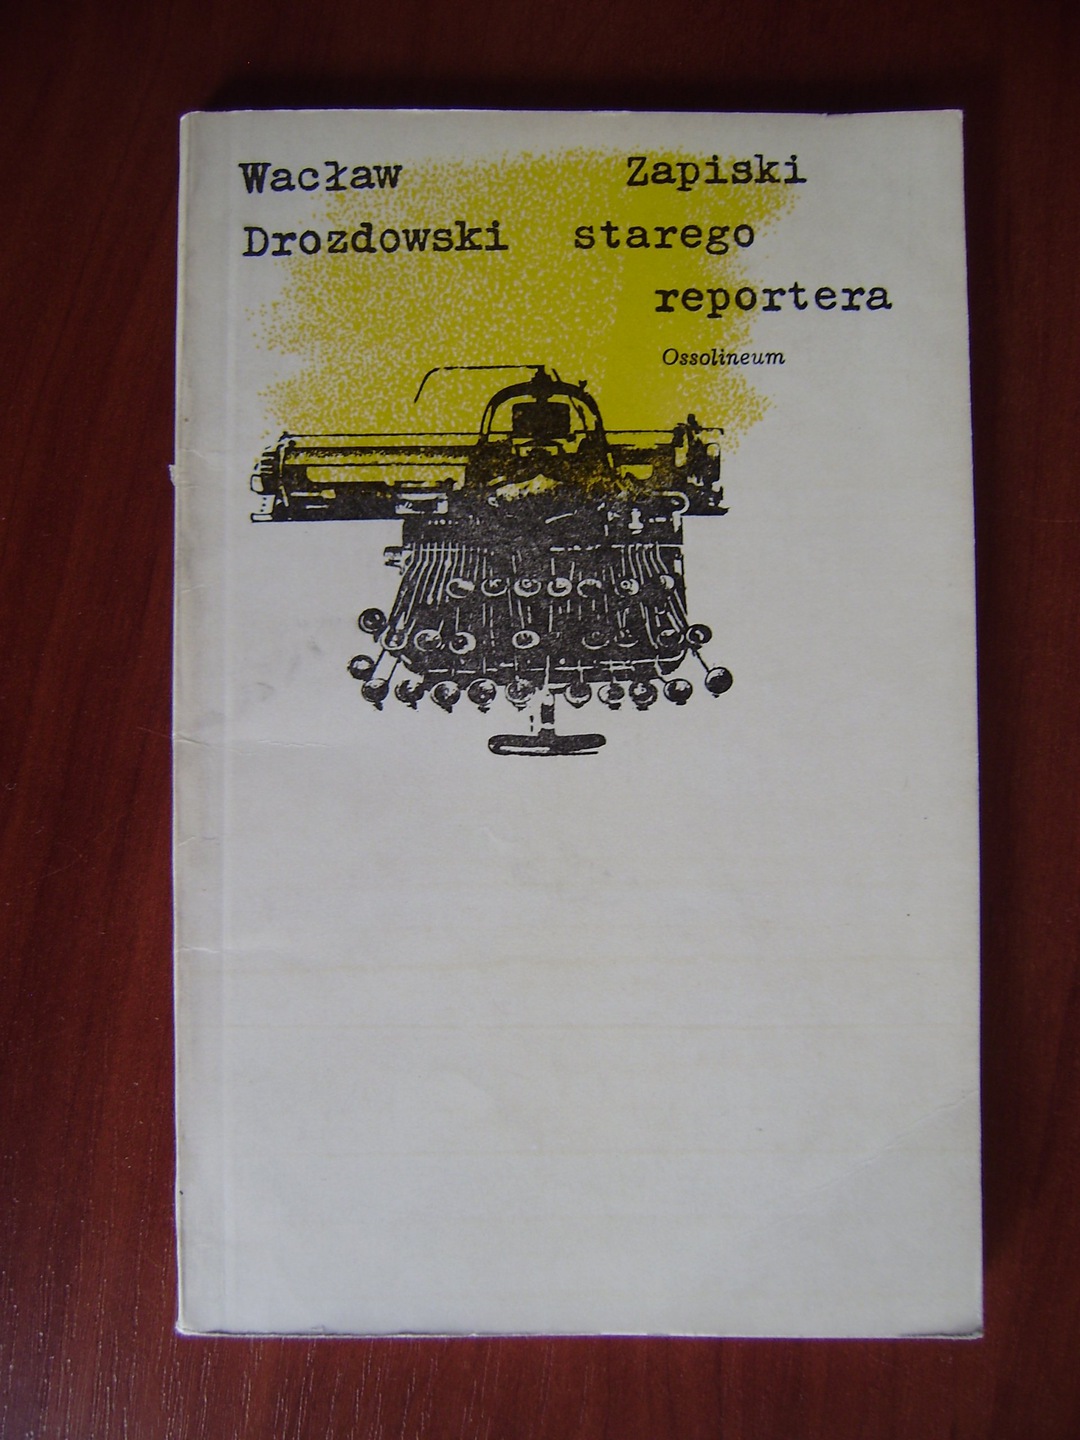 Wacław
Drozdowski
Zapiski
starego
reportera
Ossolineum